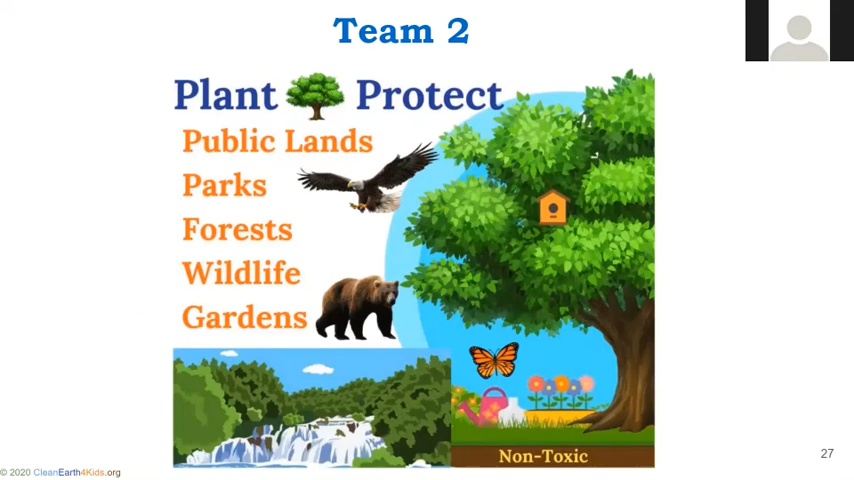 Team 2
Plant Protect
Public Lands
Parks
Forests
Wildlife
Gardens
Non-Toxic
27
© 2020 CleanEarth4Kids.org